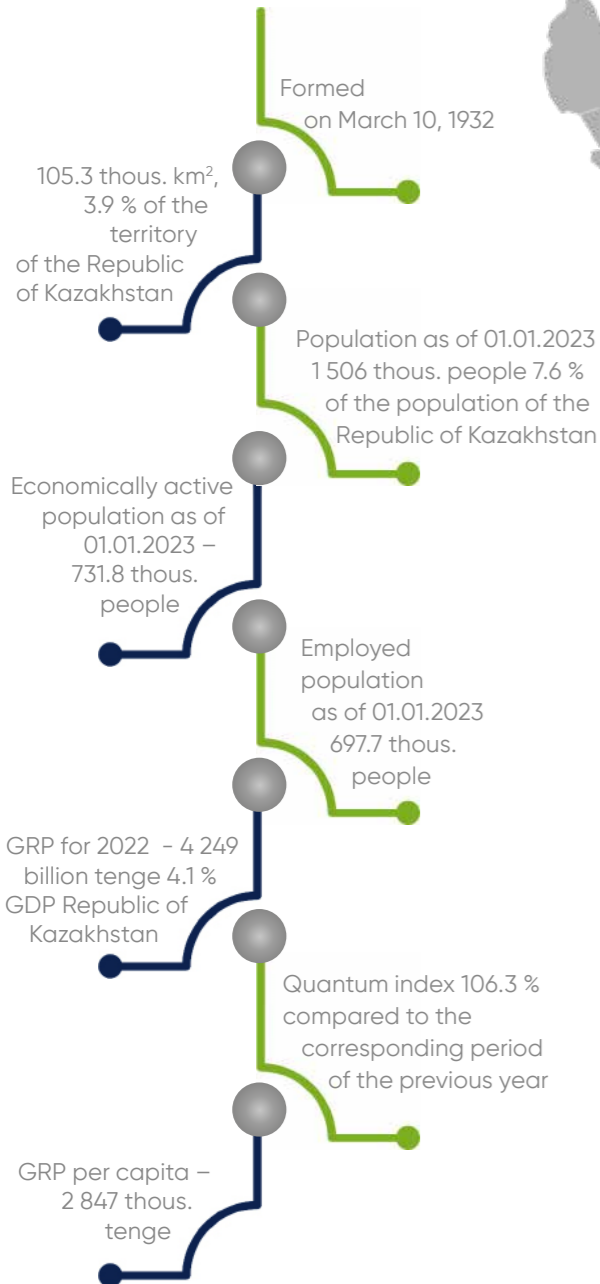 Formed
on March 10, 1932
105.3 thous. km²,
3.9 % of the
territory
of the Republic
of Kazakhstan
Population as of 01.01.2023
1 506 thous. people 7.6 %
of the population of the
Republic of Kazakhstan
Economically active
population as of
01.01.2023 –
731.8 thous.
people
Employed
population
as of 01.01.2023
697.7 thous.
people
GRP for 2022 - 4 249
billion tenge 4.1 %
GDP Republic of
Kazakhstan
Quantum index 106.3 %
compared to the
corresponding period
of the previous year
GRP per capita –
2 847 thous.
tenge